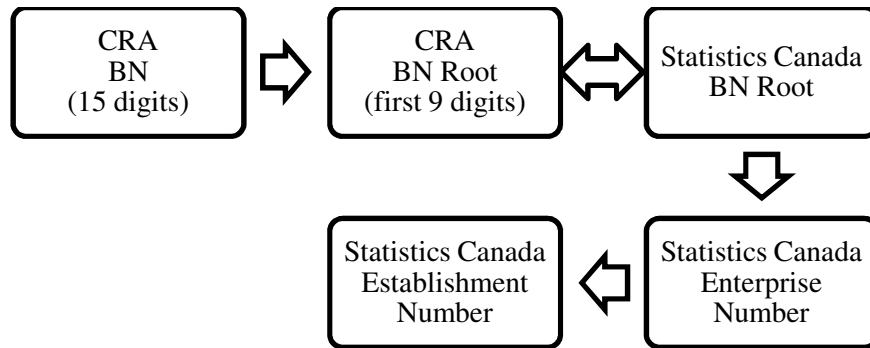 CRA
BN
(15 digits)
CRA
BN Root
(first 9 digits)
Statistics Canada
BN Root
Statistics Canada
Establishment
Number
Statistics Canada
Enterprise
Number